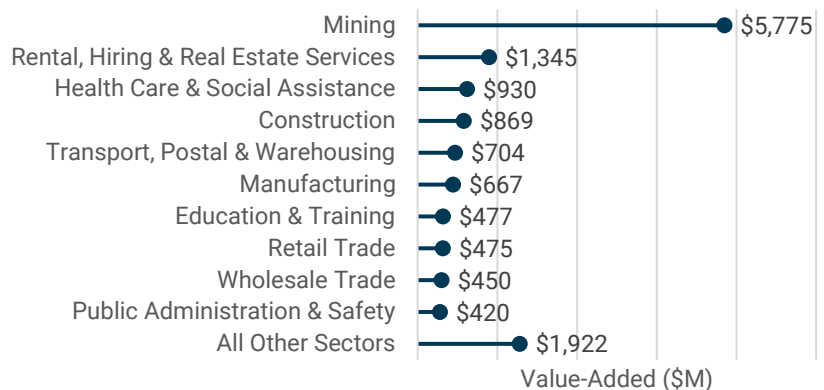 Mining $5,775
Rental, Hiring & Real Estate Services $1,345
Health Care & Social Assistance $930
Construction $869
Transport, Postal & Warehousing $704
Manufacturing $667
Education & Training $477
Retail Trade $475
Wholesale Trade $450
Public Administration & Safety $420
All Other Sectors $1,922
Value-Added ($M)